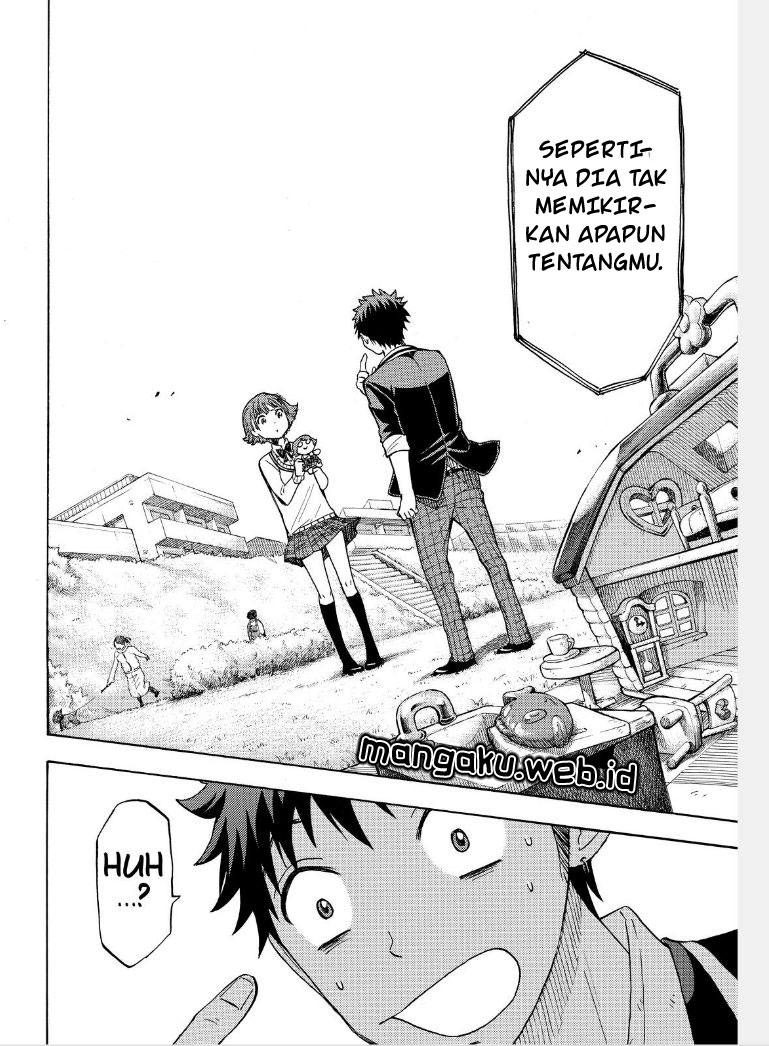 SEPERTI-
NYA DIA TAK
MEMIKIR-
KAN APAPUN
TENTANGMU.
mangaku.web.id
HUH
....?